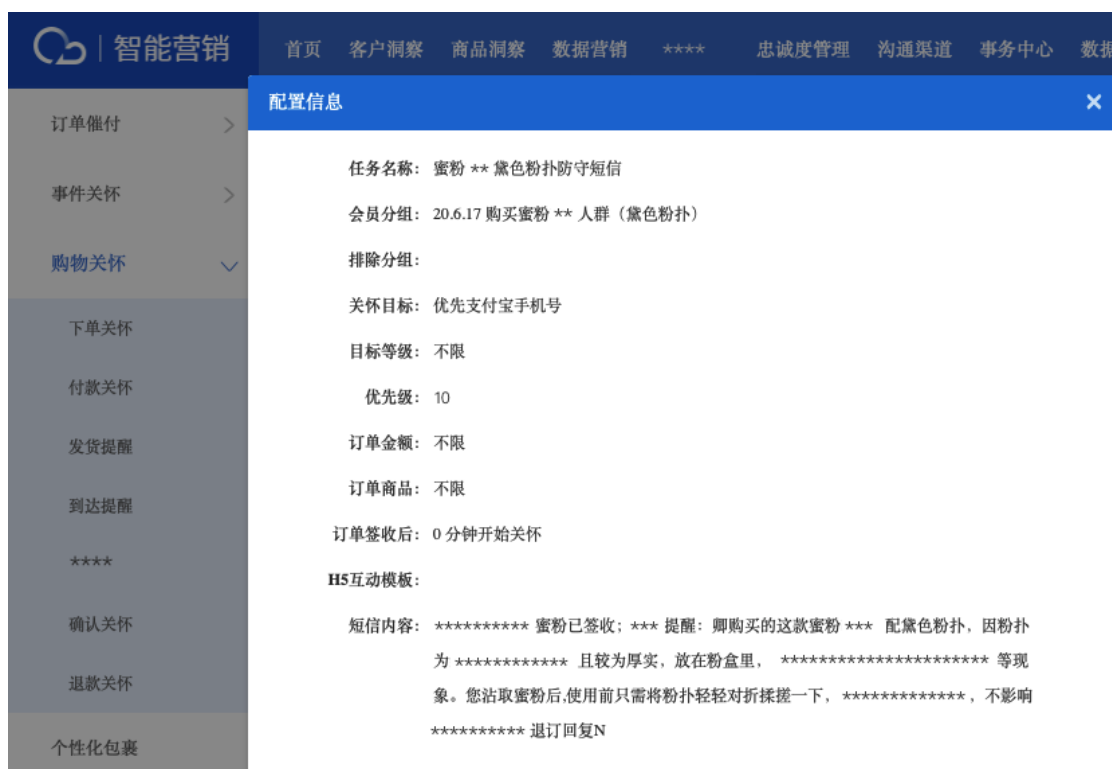 智能营销
首页 客户洞察 商品洞察 数据营销 **** 忠诚度管理 沟通渠道 事务中心 数据
配置信息
订单催付
事件关怀
购物关怀
下单关怀
付款关怀
发货提醒
到达提醒
****
确认关怀
退款关怀
个性化包裹
任务名称: 蜜粉 ** 黛色粉扑防守短信
会员分组: 20.6.17 购买蜜粉 ** 人群（黛色粉扑）
排除分组:
关怀目标: 优先支付宝手机号
目标等级: 不限
优先级: 10
订单金额: 不限
订单商品: 不限
订单签收后: 0 分钟开始关怀
H5互动模板:
短信内容: ********** 蜜粉已签收; *** 提醒: 卿购买的这款蜜粉 *** 配黛色粉扑, 因粉扑
为 ************ 且较为厚实, 放在粉盒里, ********************** 等现
象。您沾取蜜粉后,使用前只需将粉扑轻轻对折揉搓一下, *************, 不影响
********** 退订回复N